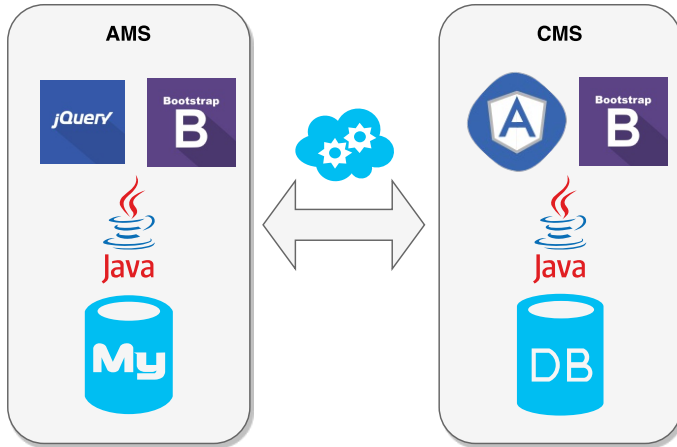 AMS
CMS
jQuery
Bootstrap
B
A
Bootstrap
B
Java
Java
My
DB